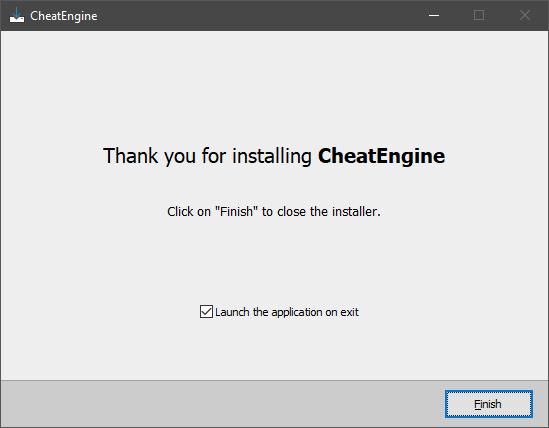 CheatEngine
Thank you for installing CheatEngine
Click on "Finish" to close the installer.
Launch the application on exit
Finish